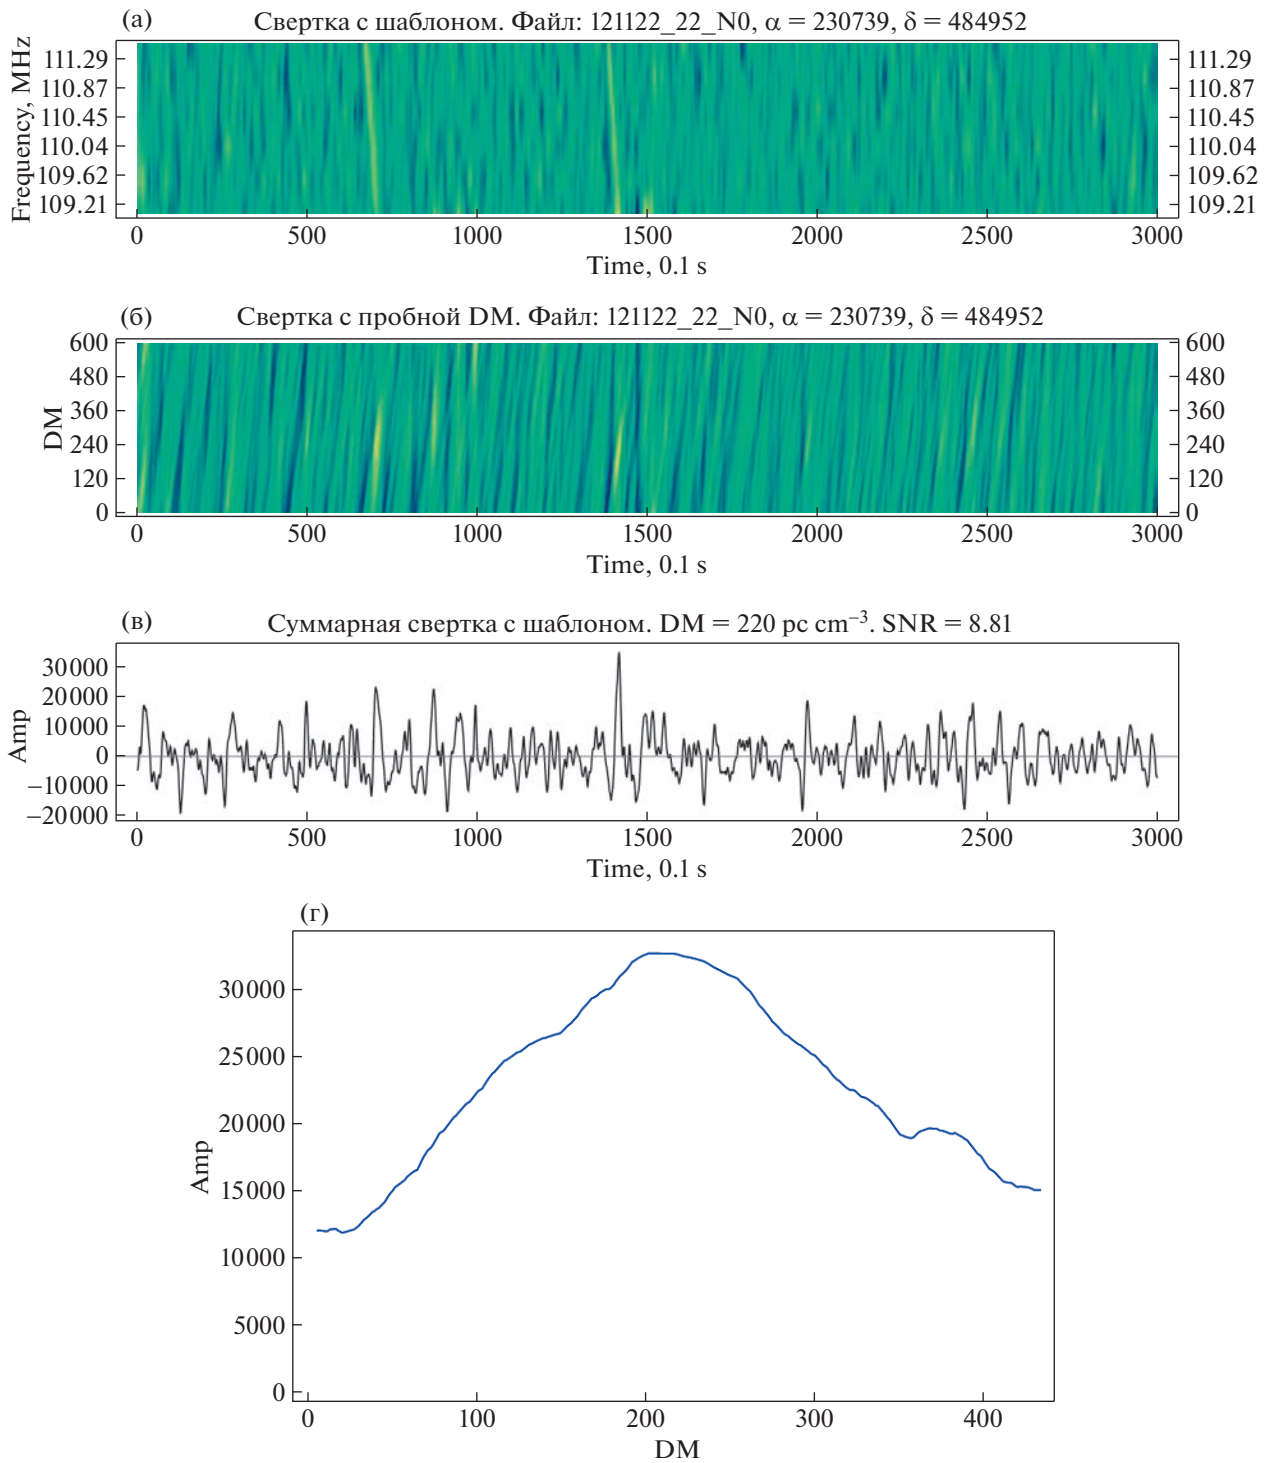 (а)
Свертка с шаблоном. Файл: 121122_22_N0, α = 230739, δ = 484952
Frequency, MHz
111.29
110.87
110.45
110.04
109.62
109.21
111.29
110.87
110.45
110.04
109.62
109.21
0 500 1000 1500 2000 2500 3000
Time, 0.1 s
(б)
Свертка с пробной DM. Файл: 121122_22_N0, α = 230739, δ = 484952
DM
600
480
360
240
120
0
600
480
360
240
120
0
0 500 1000 1500 2000 2500 3000
Time, 0.1 s
(в)
Суммарная свертка с шаблоном. DM = 220 pc cm⁻³. SNR = 8.81
Amp
30000
20000
10000
0
−10000
−20000
0 500 1000 1500 2000 2500 3000
Time, 0.1 s
(г)
Amp
30000
25000
20000
15000
10000
5000
0
0 100 200 300 400
DM